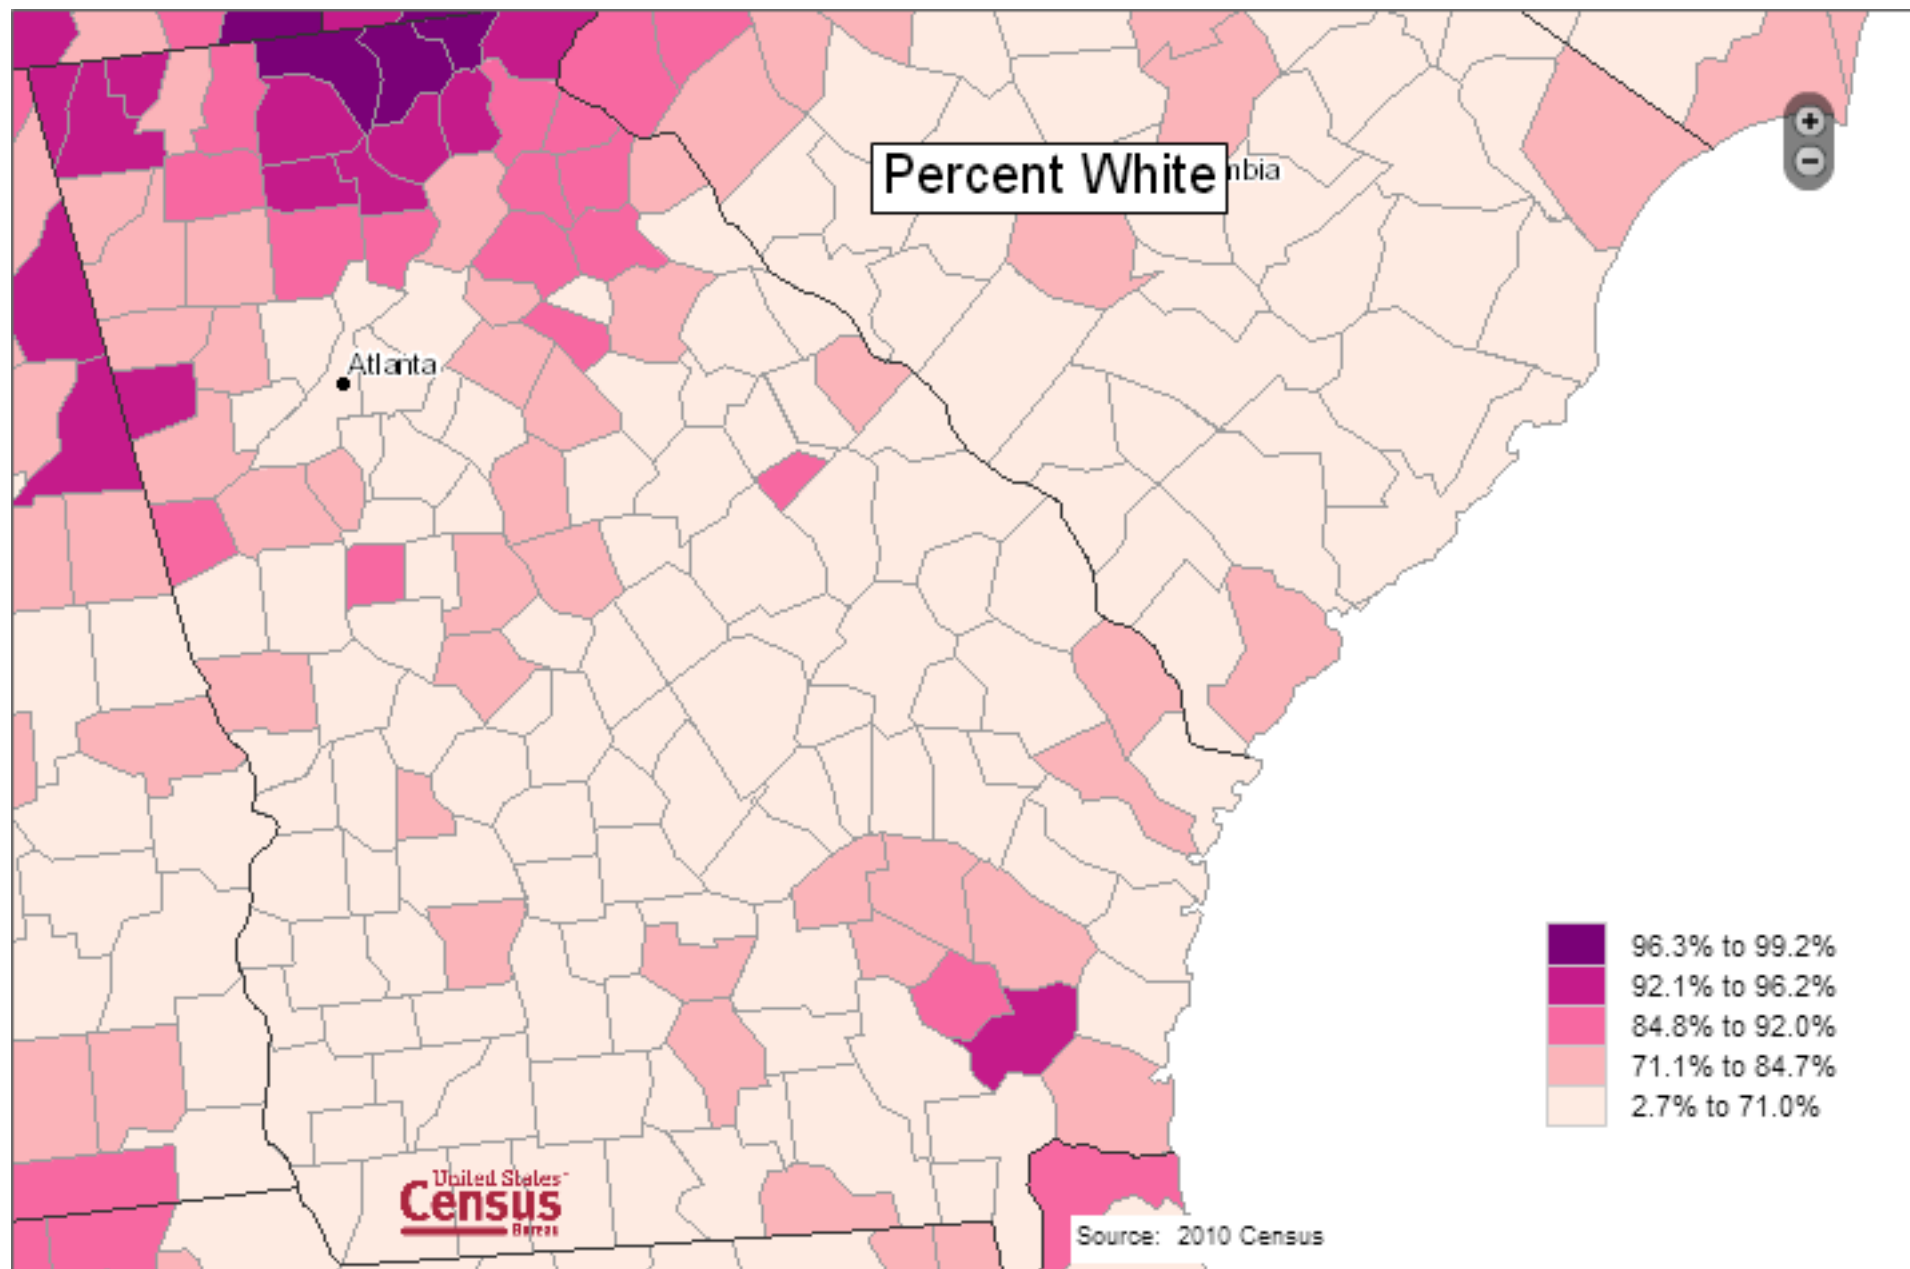 Percent White
mbia
Atlanta
96.3% to 99.2%
92.1% to 96.2%
84.8% to 92.0%
71.1% to 84.7%
2.7% to 71.0%
United States
Census
Bureau
Source: 2010 Census